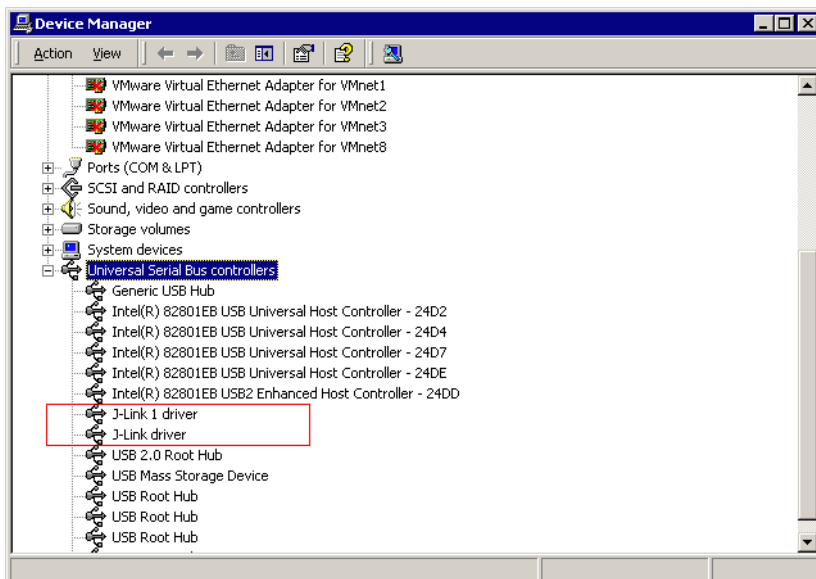 Device Manager
Action View
VMware Virtual Ethernet Adapter for VMnet1
VMware Virtual Ethernet Adapter for VMnet2
VMware Virtual Ethernet Adapter for VMnet3
VMware Virtual Ethernet Adapter for VMnet8
Ports (COM & LPT)
SCSI and RAID controllers
Sound, video and game controllers
Storage volumes
System devices
Universal Serial Bus controllers
Generic USB Hub
Intel(R) 82801EB USB Universal Host Controller - 24D2
Intel(R) 82801EB USB Universal Host Controller - 24D4
Intel(R) 82801EB USB Universal Host Controller - 24D7
Intel(R) 82801EB USB Universal Host Controller - 24DE
Intel(R) 82801EB USB2 Enhanced Host Controller - 24DD
J-Link 1 driver
J-Link driver
USB 2.0 Root Hub
USB Mass Storage Device
USB Root Hub
USB Root Hub
USB Root Hub